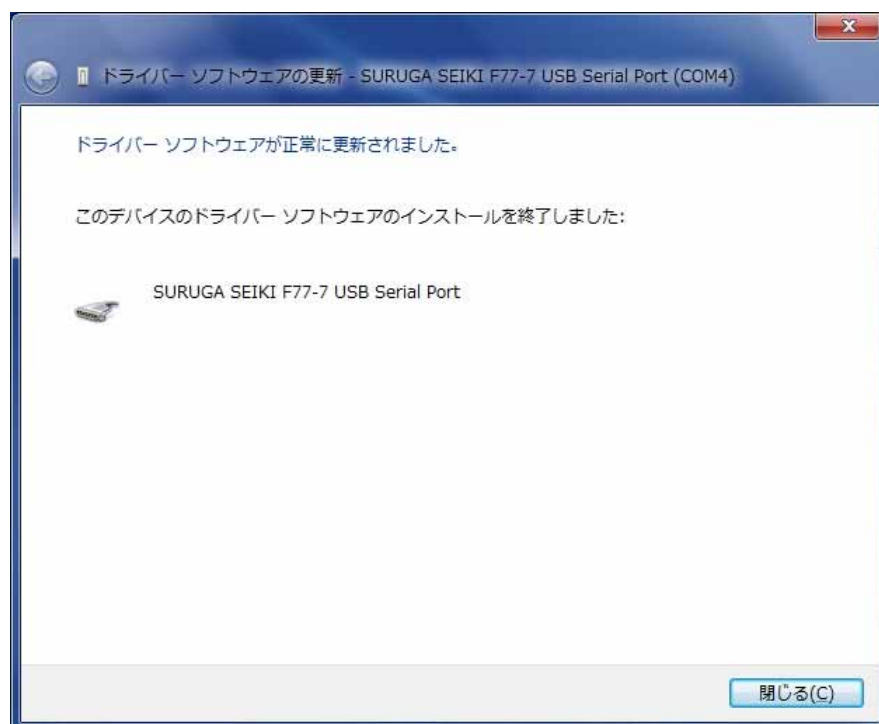 ドライバー ソフトウェアの更新 - SURUGA SEIKI F77-7 USB Serial Port (COM4)
ドライバー ソフトウェアが正常に更新されました。
このデバイスのドライバー ソフトウェアのインストールを終了しました:
SURUGA SEIKI F77-7 USB Serial Port
閉じる(C)